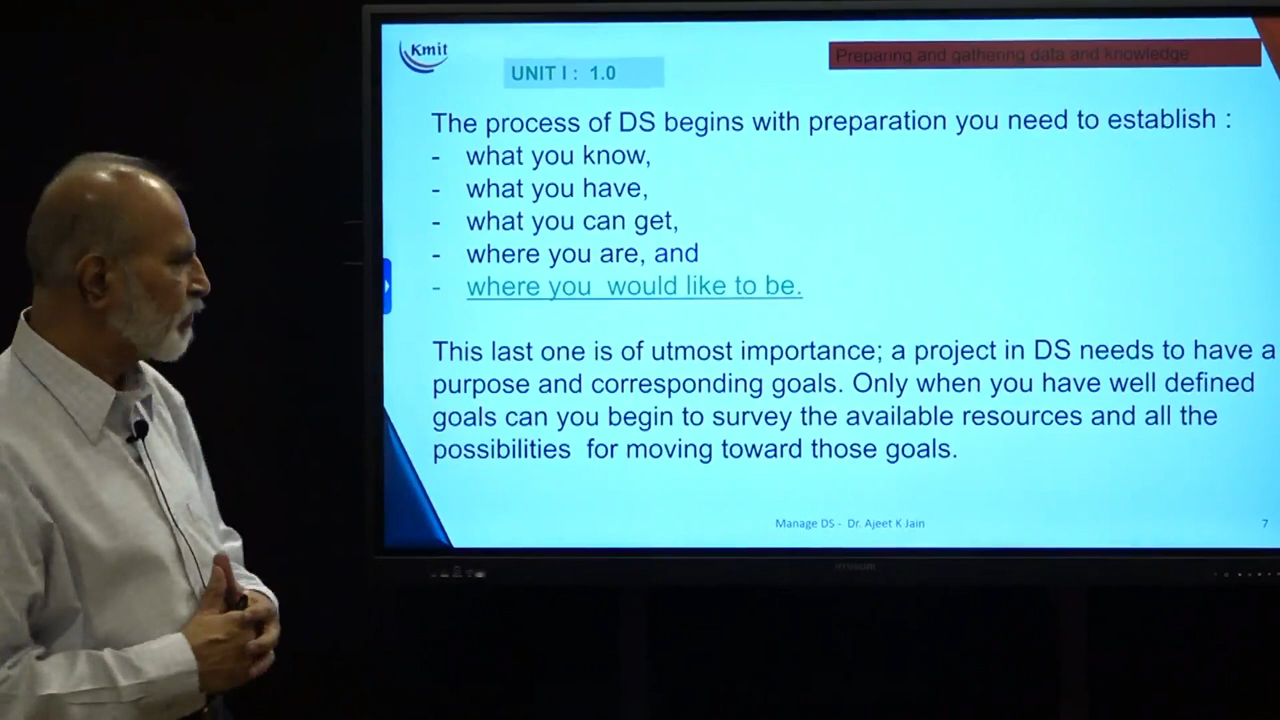 Kmit
UNIT I : 1.0
Preparing and gathering data and knowledge
The process of DS begins with preparation you need to establish :
- what you know,
- what you have,
- what you can get,
- where you are, and
- where you would like to be.
This last one is of utmost importance; a project in DS needs to have a
purpose and corresponding goals. Only when you have well defined
goals can you begin to survey the available resources and all the
possibilities for moving toward those goals.
Manage DS - Dr. Ajeet K Jain
7